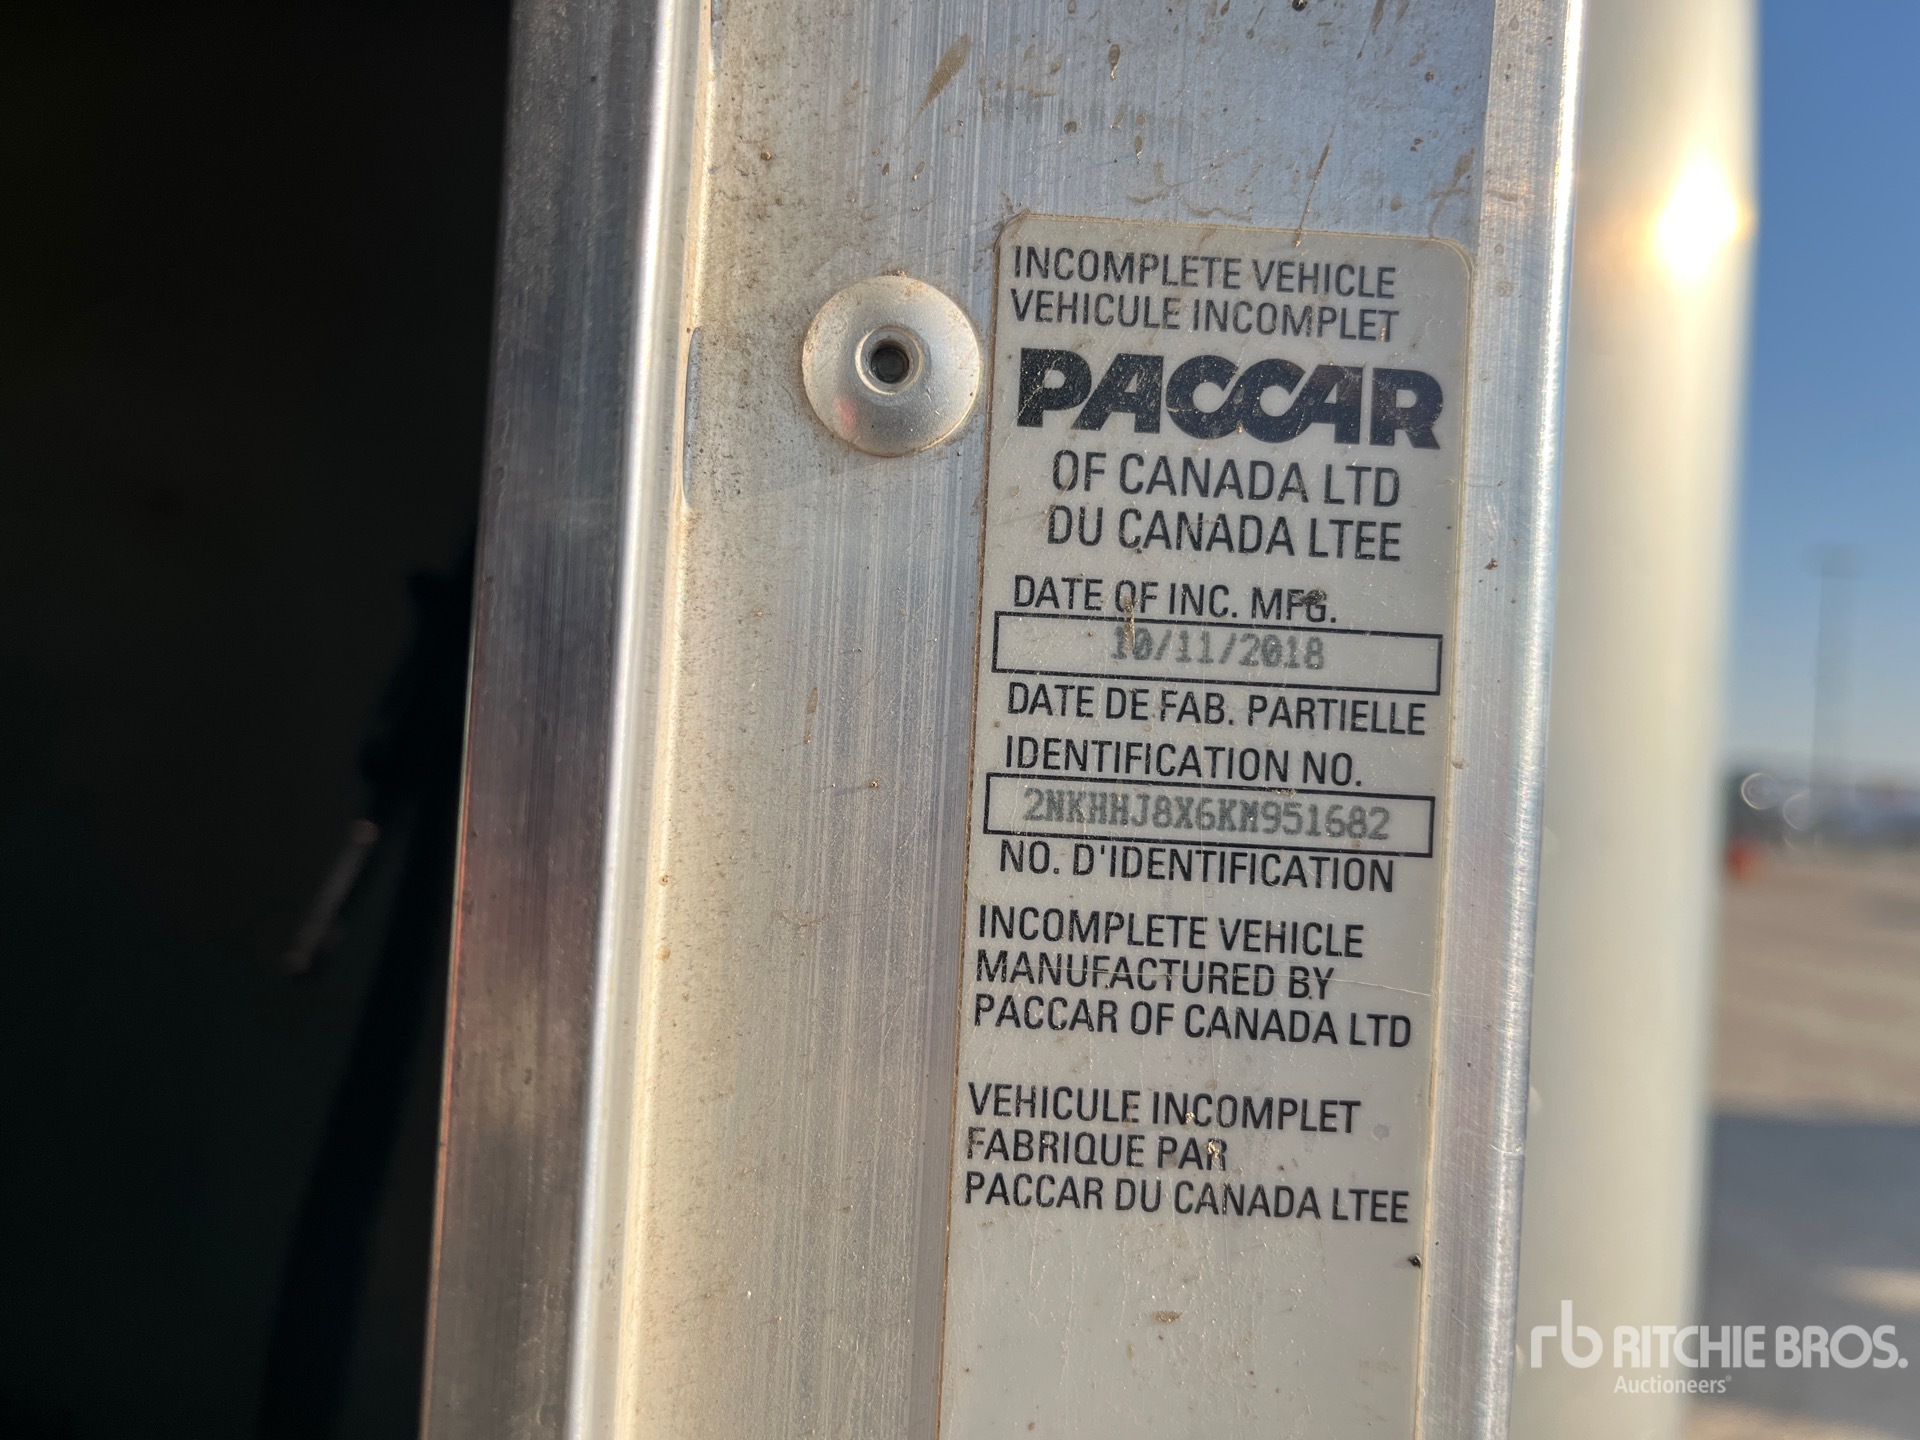 INCOMPLETE VEHICLE
VEHICULE INCOMPLET
PACCAR
OF CANADA LTD
DU CANADA LTEE
DATE OF INC. MFG.
10/11/2018
DATE DE FAB. PARTIELLE
IDENTIFICATION NO.
2NKHHJ8X6KM951682
NO. D'IDENTIFICATION
INCOMPLETE VEHICLE
MANUFACTURED BY
PACCAR OF CANADA LTD
VEHICULE INCOMPLET
FABRIQUE PAR
PACCAR DU CANADA LTEE
rb RITCHIE BROS.
Auctioneers®